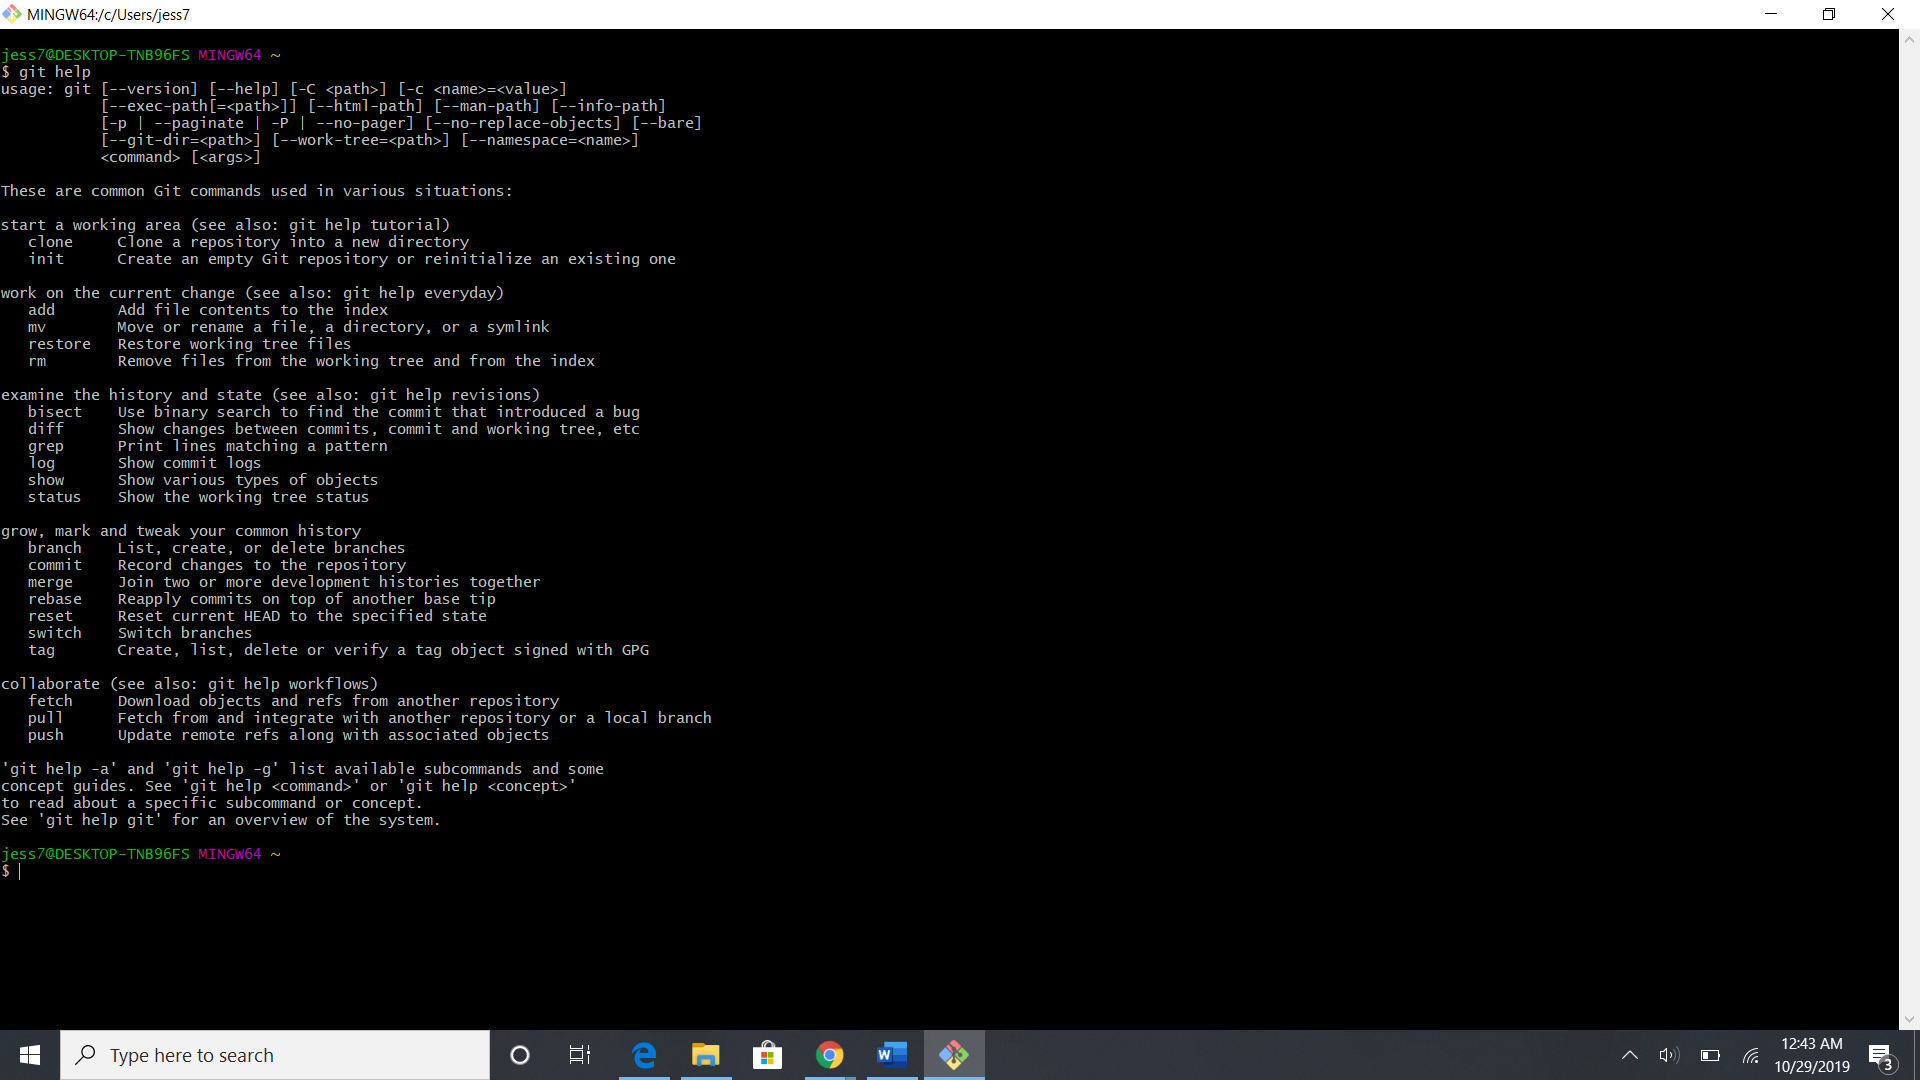 MINGW64:/c/Users/jess7
jess7@DESKTOP-TNB96FS MINGW64 ~
$ git help
usage: git [--version] [--help] [-C <path>] [-c <name>=<value>]
           [--exec-path[=<path>]] [--html-path] [--man-path] [--info-path]
           [-p | --paginate | -P | --no-pager] [--no-replace-objects] [--bare]
           [--git-dir=<path>] [--work-tree=<path>] [--namespace=<name>]
           <command> [<args>]
These are common Git commands used in various situations:
start a working area (see also: git help tutorial)
   clone     Clone a repository into a new directory
   init      Create an empty Git repository or reinitialize an existing one
work on the current change (see also: git help everyday)
   add       Add file contents to the index
   mv        Move or rename a file, a directory, or a symlink
   restore   Restore working tree files
   rm        Remove files from the working tree and from the index
examine the history and state (see also: git help revisions)
   bisect    Use binary search to find the commit that introduced a bug
   diff      Show changes between commits, commit and working tree, etc
   grep      Print lines matching a pattern
   log       Show commit logs
   show      Show various types of objects
   status    Show the working tree status
grow, mark and tweak your common history
   branch    List, create, or delete branches
   commit    Record changes to the repository
   merge     Join two or more development histories together
   rebase    Reapply commits on top of another base tip
   reset     Reset current HEAD to the specified state
   switch    Switch branches
   tag       Create, list, delete or verify a tag object signed with GPG
collaborate (see also: git help workflows)
   fetch     Download objects and refs from another repository
   pull      Fetch from and integrate with another repository or a local branch
   push      Update remote refs along with associated objects
'git help -a' and 'git help -g' list available subcommands and some
concept guides. See 'git help <command>' or 'git help <concept>'
to read about a specific subcommand or concept.
See 'git help git' for an overview of the system.
jess7@DESKTOP-TNB96FS MINGW64 ~
$
Type here to search
W
12:43 AM
10/29/2019
3